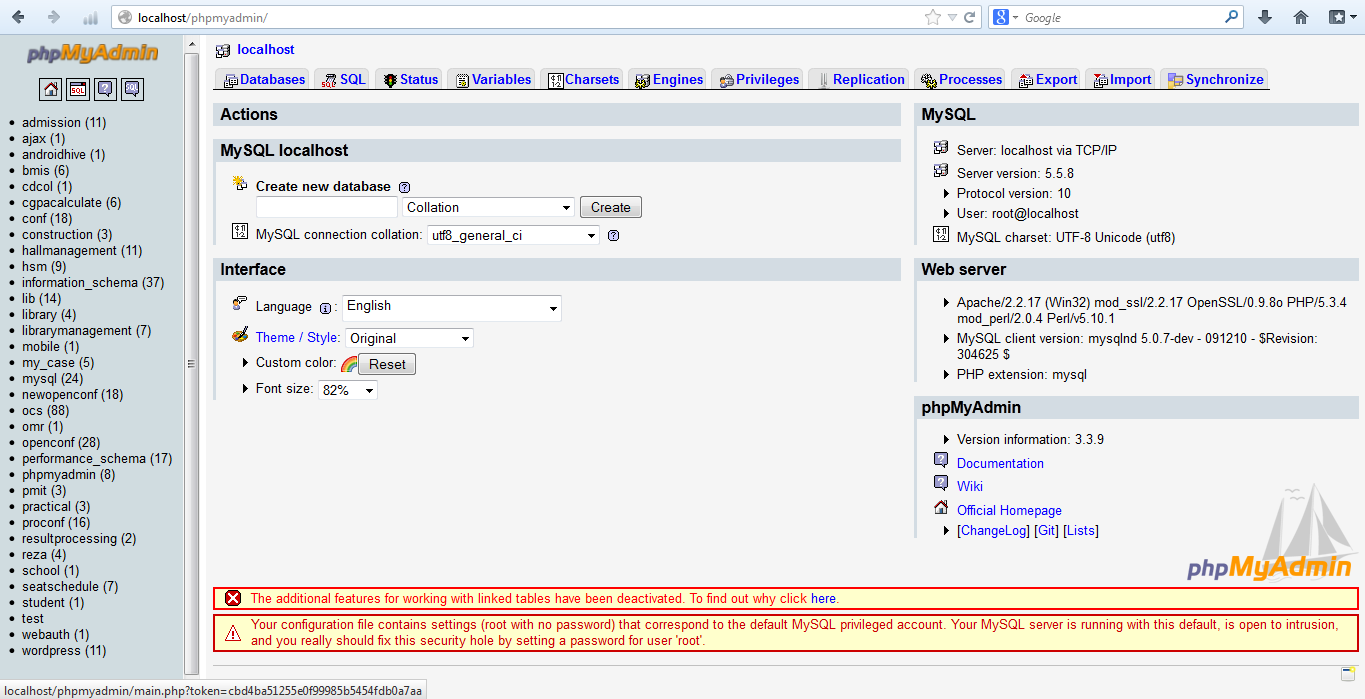 localhost/phpmyadmin/
Google
phpMyAdmin
SQL
SQL
admission (11)
ajax (1)
androidhive (1)
bmis (6)
cdcol (1)
cgpacalculate (6)
conf (18)
construction (3)
hallmanagement (11)
hsm (9)
information_schema (37)
lib (14)
library (4)
librarymanagement (7)
mobile (1)
my_case (5)
mysql (24)
newopenconf (18)
ocs (88)
omr (1)
openconf (28)
performance_schema (17)
phpmyadmin (8)
pmit (3)
practical (3)
proconf (16)
resultprocessing (2)
reza (4)
school (1)
seatschedule (7)
student (1)
test
webauth (1)
wordpress (11)
localhost
Databases SQL Status Variables Charsets Engines Privileges Replication Processes Export Import Synchronize
Actions
MySQL localhost
Create new database
Collation Create
MySQL connection collation: utf8_general_ci
Interface
Language : English
Theme / Style: Original
Custom color: Reset
Font size: 82%
MySQL
Server: localhost via TCP/IP
Server version: 5.5.8
Protocol version: 10
User: root@localhost
MySQL charset: UTF-8 Unicode (utf8)
Web server
Apache/2.2.17 (Win32) mod_ssl/2.2.17 OpenSSL/0.9.8o PHP/5.3.4
mod_perl/2.0.4 Perl/v5.10.1
MySQL client version: mysqlnd 5.0.7-dev - 091210 - $Revision:
304625 $
PHP extension: mysql
phpMyAdmin
Version information: 3.3.9
Documentation
Wiki
Official Homepage
[ChangeLog] [Git] [Lists]
phpMyAdmin
The additional features for working with linked tables have been deactivated. To find out why click here.
Your configuration file contains settings (root with no password) that correspond to the default MySQL privileged account. Your MySQL server is running with this default, is open to intrusion,
and you really should fix this security hole by setting a password for user 'root'.
localhost/phpmyadmin/main.php?token=cbd4ba51255e0f99985b5454fdb0a7aa